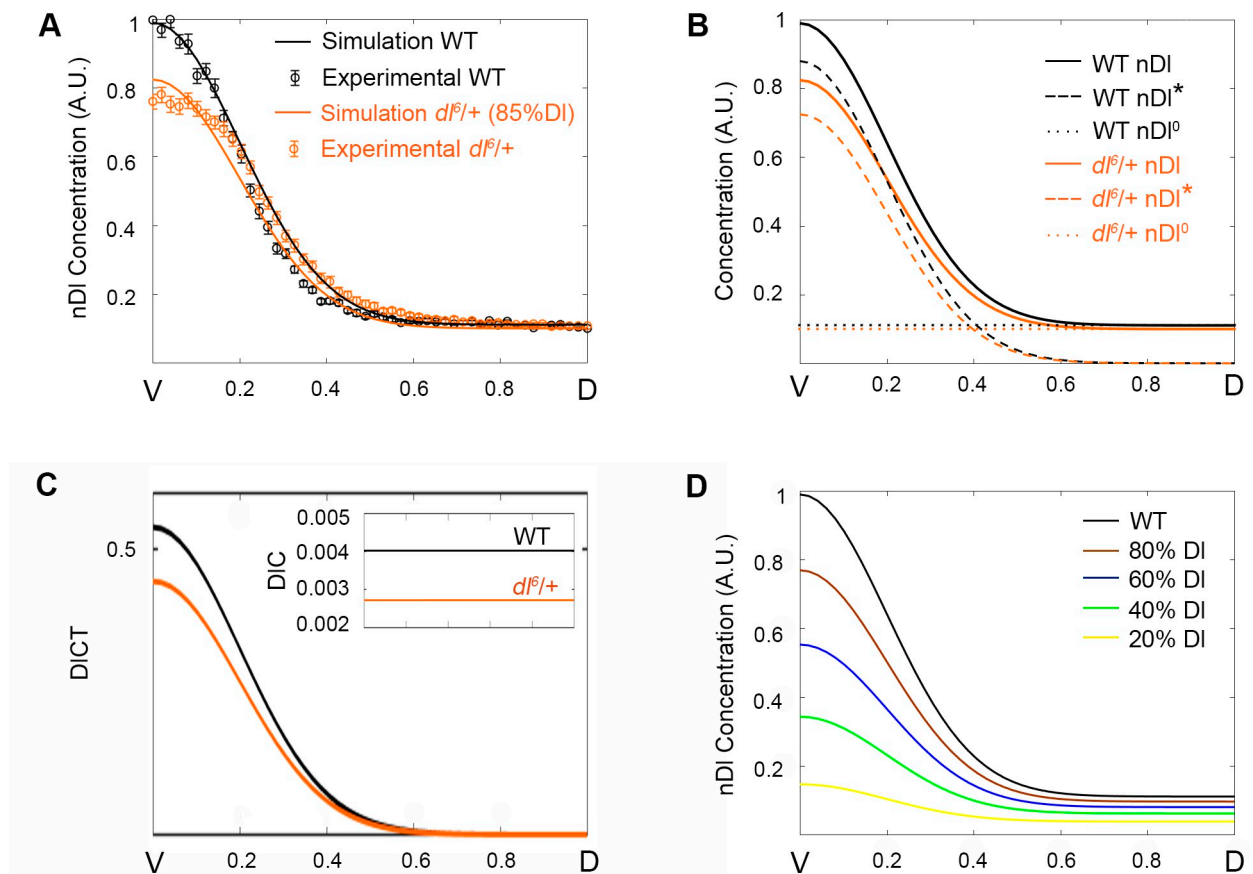 A
nDl Concentration (A.U.)
1
0.8
0.6
0.4
0.2
Simulation WT
Experimental WT
Simulation dl⁶/+ (85%Dl)
Experimental dl⁶/+
V
0.2
0.4
0.6
0.8
D
B
Concentration (A.U.)
1
0.8
0.6
0.4
0.2
WT nDl
WT nDl*
WT nDl⁰
dl⁶/+ nDl
dl⁶/+ nDl*
dl⁶/+ nDl⁰
V
0.2
0.4
0.6
0.8
D
C
DICT
0.5
DIC
0.005
0.004
0.003
0.002
WT
dl⁶/+
V
0.2
0.4
0.6
0.8
D
D
nDl Concentration (A.U.)
1
0.8
0.6
0.4
0.2
WT
80% Dl
60% Dl
40% Dl
20% Dl
V
0.2
0.4
0.6
0.8
D